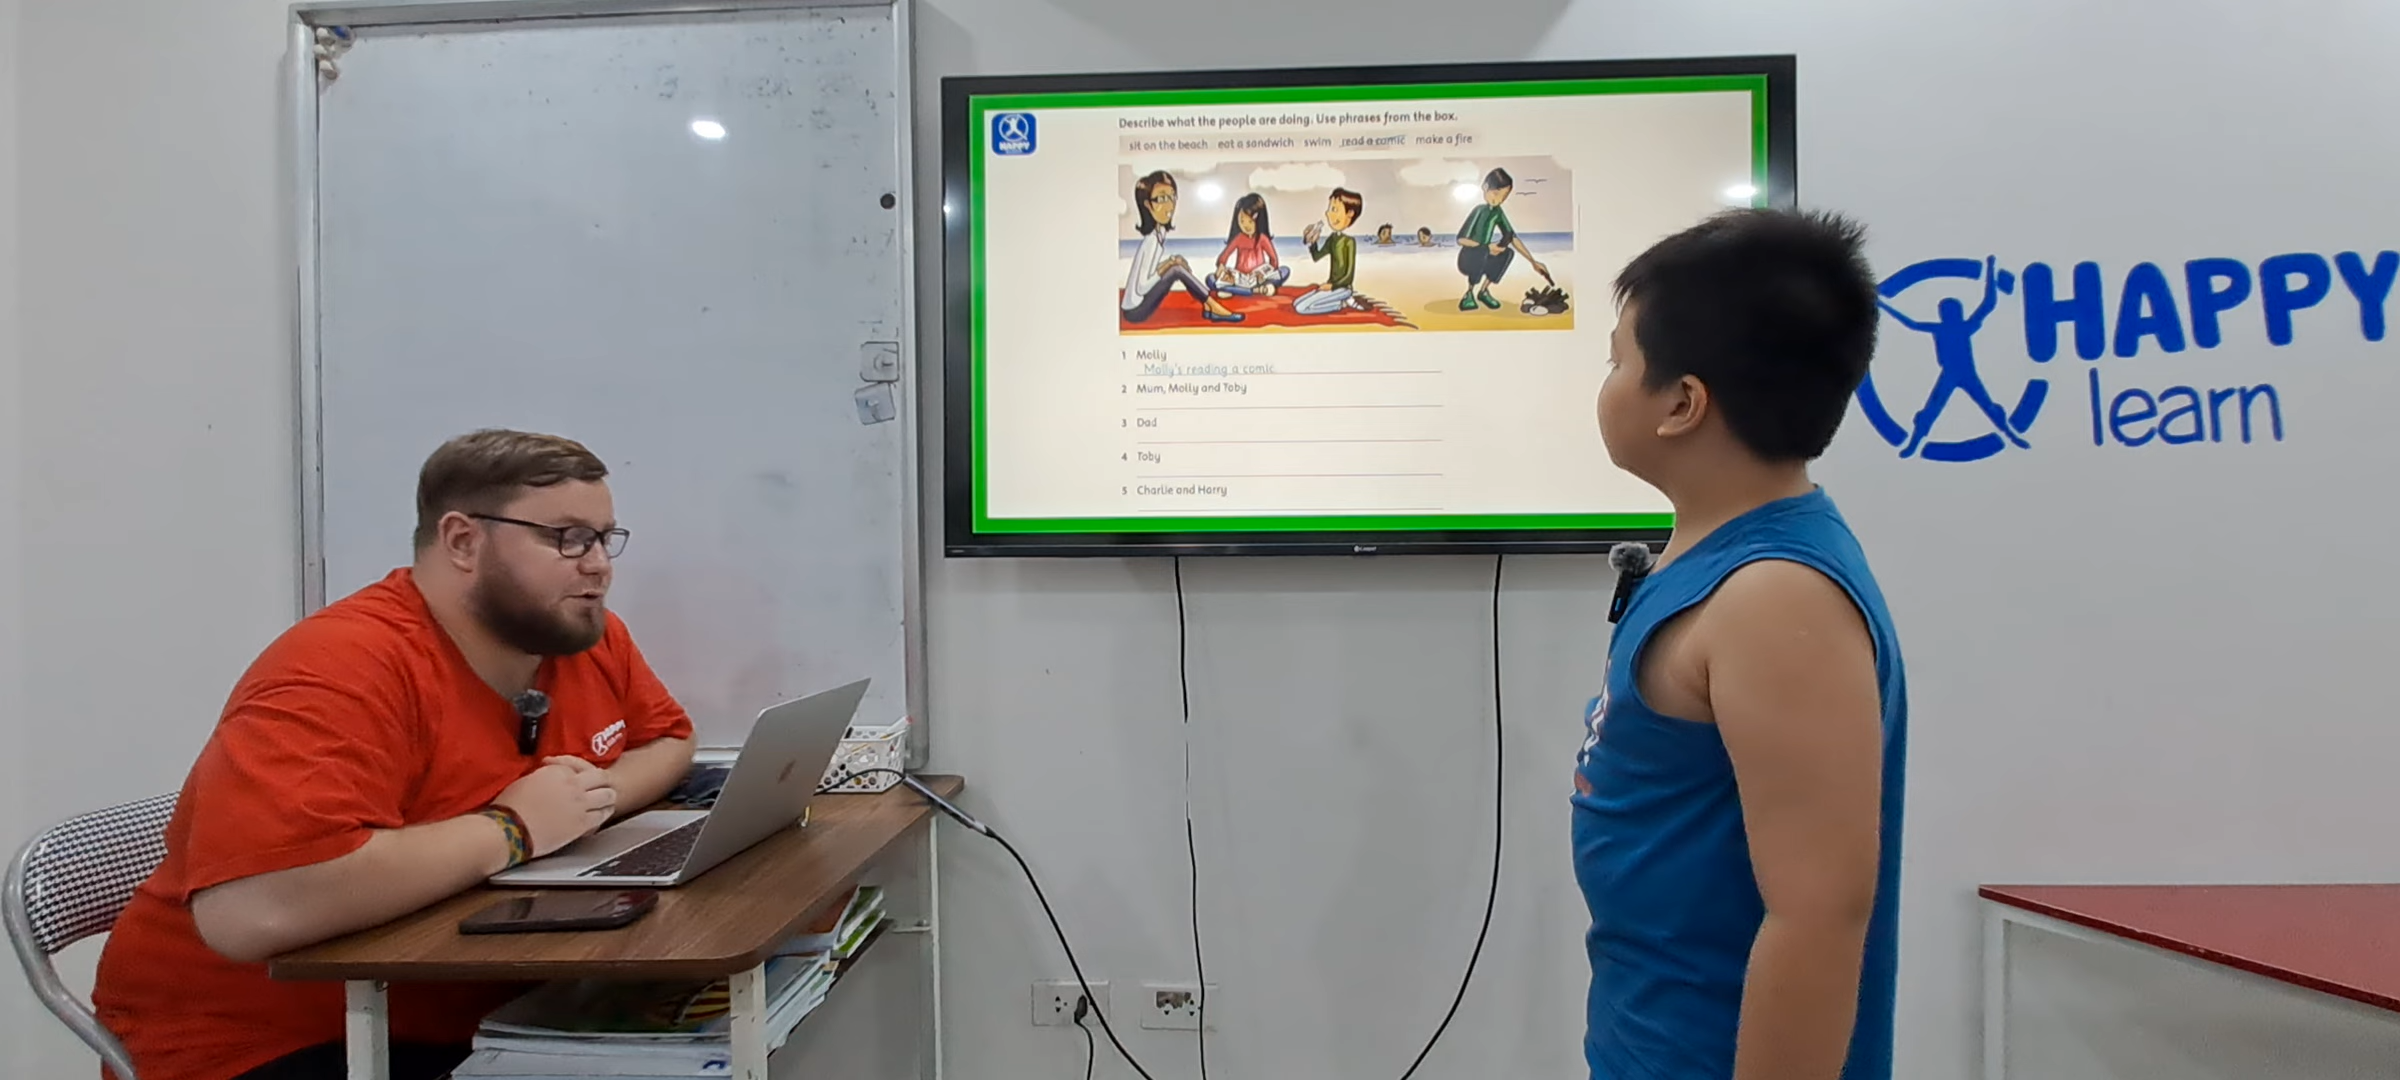 Describe what the people are doing. Use phrases from the box.
sit on the beach eat a sandwich swim read a comic make a fire
1 Molly
Molly's reading a comic.
2 Mum, Molly and Toby
3 Dad
4 Toby
5 Charlie and Harry
HAPPY
HAPPY
learn
HAPPY